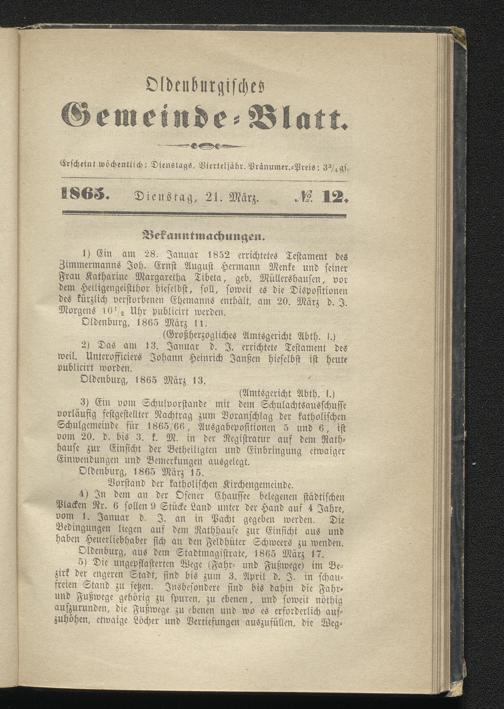 Oldenburgisches
Gemeinde-Blatt.
Erscheint wöchentlich: Dienstags. Vierteljähr. Pränumer.-Preis: 3¾ gs.
1865. Dienstag, 21. März. № 12.
Bekanntmachungen.
1) Ein am 28. Januar 1852 errichtetes Testament des
Zimmermanns Joh. Ernst August Hermann Menke und seiner
Frau Katharine Margaretha Tibeta, geb. Müllershausen, vor
dem Heiligengeistthor hieselbst, soll, soweit es die Dispositionen
des kürzlich verstorbenen Ehemanns enthält, am 20. März d. J.
Morgens 10½ Uhr publicirt werden.
Oldenburg, 1865 März 11.
(Großherzogliches Amtsgericht Abth. I.)
2) Das am 13. Januar d. J. errichtete Testament des
weil. Unterofficiers Johann Heinrich Janßen hieselbst ist heute
publicirt worden.
Oldenburg, 1865 März 13.
(Amtsgericht Abth. I.)
3) Ein vom Schulvorstande mit dem Schulachtsausschusse
vorläufig festgestellter Nachtrag zum Voranschlag der katholischen
Schulgemeinde für 1865/66, Ausgabepositionen 5 und 6, ist
vom 20. d. bis 3. k. M. in der Registratur auf dem Rath-
hause zur Einsicht der Betheiligten und Einbringung etwaiger
Einwendungen und Bemerkungen ausgelegt.
Oldenburg, 1865 März 15.
Vorstand der katholischen Kirchengemeinde.
4) In dem an der Ofener Chaussee belegenen städtischen
Placken Nr. 6 sollen 9 Stück Land unter der Hand auf 4 Jahre,
vom 1. Januar d. J. an in Pacht gegeben werden. Die
Bedingungen liegen auf dem Rathhause zur Einsicht aus und
haben Heuerliebhaber sich an den Feldhüter Schweers zu wenden.
Oldenburg, aus dem Stadtmagistrate, 1865 März 17.
5) Die ungepflasterten Wege (Fahr- und Fußwege) im Be-
zirk der engeren Stadt, sind bis zum 3. April d. J. in schau-
freien Stand zu setzen. Insbesondere sind bis dahin die Fahr-
und Fußwege gehörig zu spuren, zu ebenen, und soweit nöthig
aufzurunden, die Fußwege zu ebenen und wo es erforderlich auf-
zuhöhen, etwaige Löcher und Vertiefungen auszufüllen, die Weg-